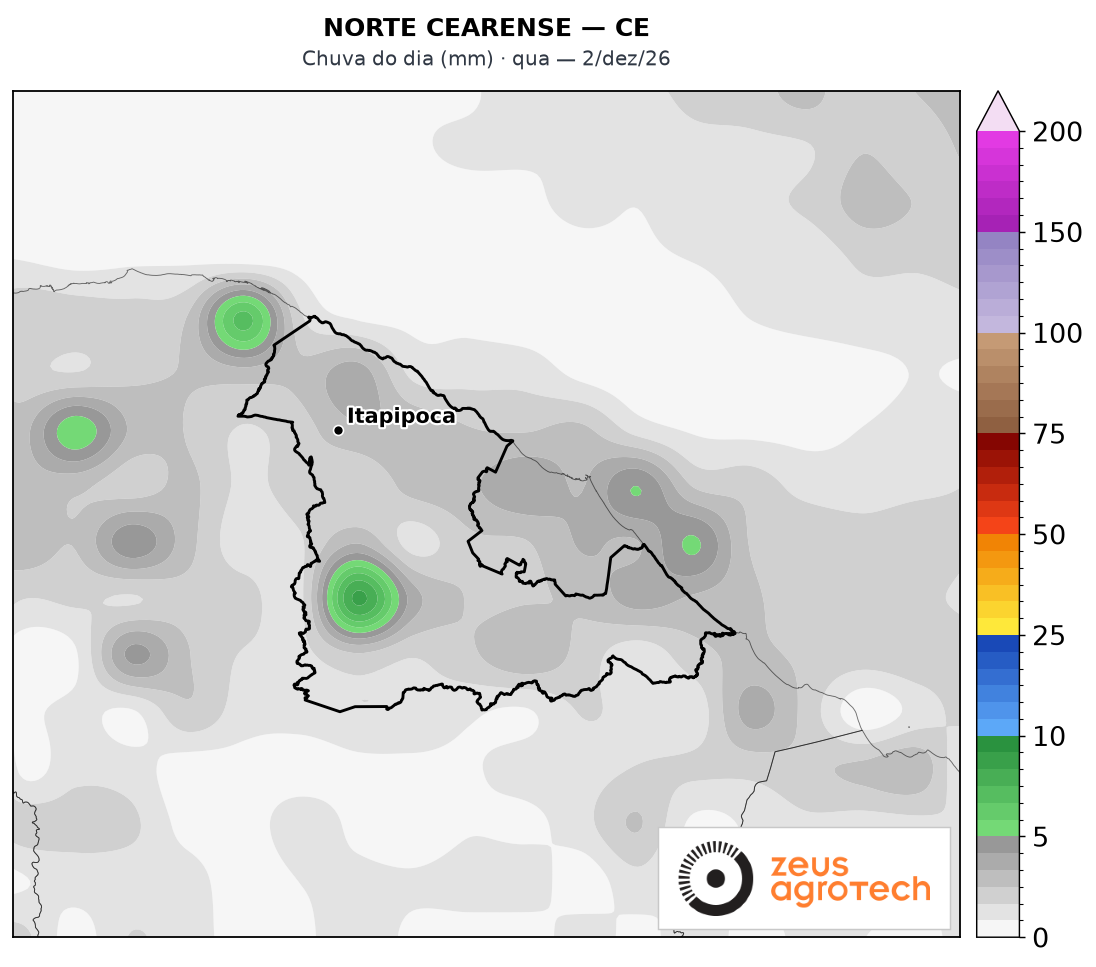 NORTE CEARENSE — CE
Chuva do dia (mm) · qua — 2/dez/26
Itapipoca
200
150
100
75
50
25
10
5
0
zeus
agrotech